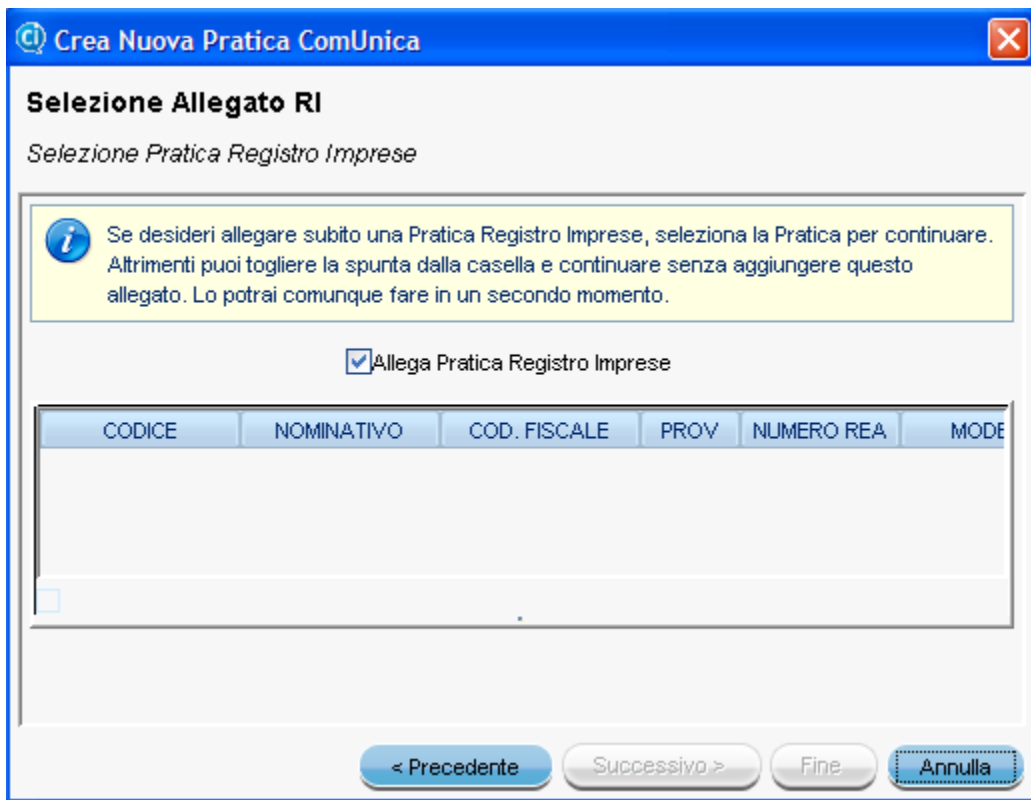 Crea Nuova Pratica ComUnica
Selezione Allegato RI
Selezione Pratica Registro Imprese
Se desideri allegare subito una Pratica Registro Imprese, seleziona la Pratica per continuare.
Altrimenti puoi togliere la spunta dalla casella e continuare senza aggiungere questo
allegato. Lo potrai comunque fare in un secondo momento.
Allega Pratica Registro Imprese
CODICE NOMINATIVO COD. FISCALE PROV NUMERO REA MODE
< Precedente Successivo > Fine Annulla